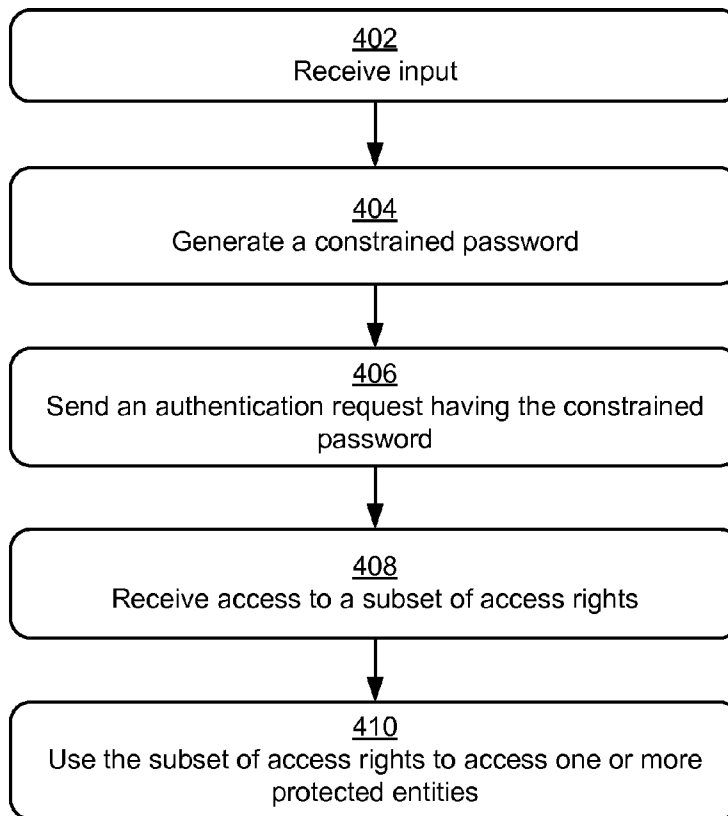 402
Receive input
404
Generate a constrained password
406
Send an authentication request having the constrained
password
408
Receive access to a subset of access rights
410
Use the subset of access rights to access one or more
protected entities